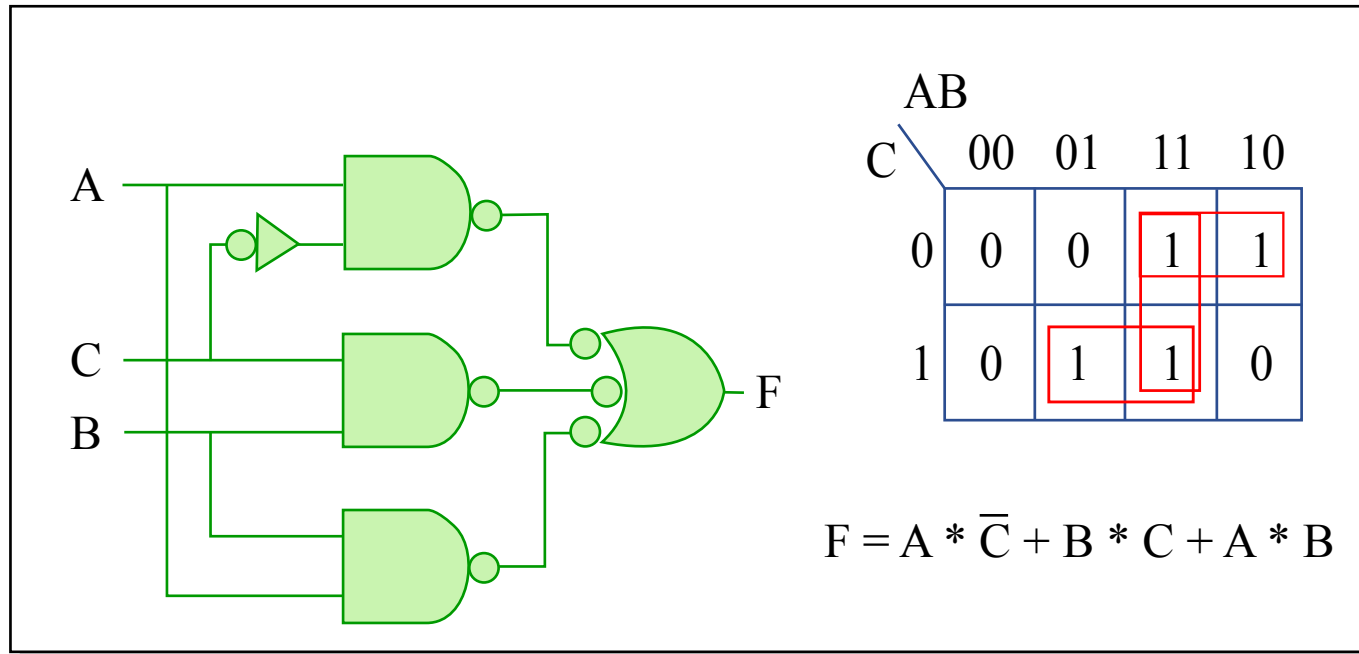 A
C
B
F
AB
C
00 01 11 10
0 0 0 1 1
1 0 1 1 0
F = A * C̅ + B * C + A * B